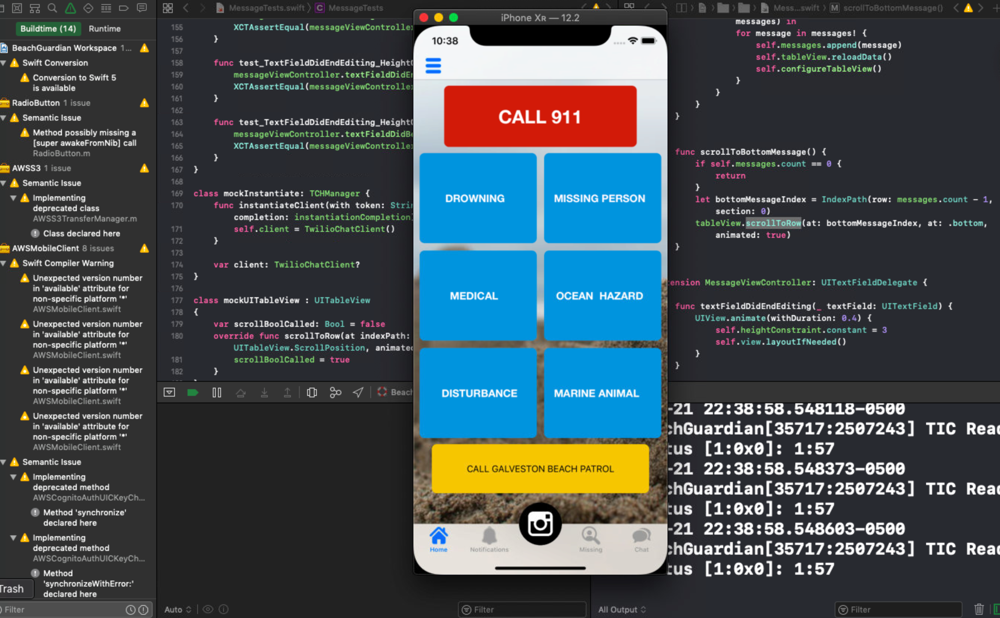 MessageTests.swift
MessageTests
Mess...swift
M
scrollToBottomMessage()
Buildtime (14)
Runtime
BeachGuardian Workspace 1...
Swift Conversion
Conversion to Swift 5
is available
RadioButton 1 issue
Semantic Issue
Method possibly missing a
[super awakeFromNib] call
RadioButton.m
AWSS3 1 issue
Semantic Issue
Implementing
deprecated class
AWSS3TransferManager.m
Class declared here
AWSMobileClient 8 issues
Swift Compiler Warning
Unexpected version number
in 'available' attribute for
non-specific platform '*'
AWSMobileClient.swift
Unexpected version number
in 'available' attribute for
non-specific platform '*'
AWSMobileClient.swift
Unexpected version number
in 'available' attribute for
non-specific platform '*'
AWSMobileClient.swift
Unexpected version number
in 'available' attribute for
non-specific platform '*'
AWSMobileClient.swift
Semantic Issue
Implementing
deprecated method
AWSCognitoAuthUICKeyCh...
Method 'synchronize'
declared here
Implementing
deprecated method
AWSCognitoAuthUICKeyCh...
Method
'synchronizeWithError:'
declared here
Trash
Filter
155 XCTAssertEqual(messageViewController
156 }
157
158 func test_TextFieldDidEndEditing_Height
159 messageViewController.textFieldDidE
160 XCTAssertEqual(messageViewController
161 }
162
163 func test_TextFieldDidEndEditing_Height
164 messageViewController.textFieldDidB
165 XCTAssertEqual(messageViewController
166 }
167 }
168
169 class mockInstantiate: TCHManager {
170 func instantiateClient(with token: Strin
completion: instantiationCompletion
171 self.client = TwilioChatClient()
172 }
173
174 var client: TwilioChatClient?
175 }
176
177 class mockUITableView : UITableView
178 {
179 var scrollBoolCalled: Bool = false
180 override func scrollToRow(at indexPath:
UITableView.ScrollPosition, animated
181 scrollBoolCalled = true
182 }
Beach
Auto
Filter
iPhone XR — 12.2
10:38
CALL 911
DROWNING
MISSING PERSON
MEDICAL
OCEAN HAZARD
DISTURBANCE
MARINE ANIMAL
CALL GALVESTON BEACH PATROL
Home
Notifications
Missing
Chat
messages) in
for message in messages! {
self.messages.append(message)
self.tableView.reloadData()
self.configureTableView()
}
}
}
}
func scrollToBottomMessage() {
if self.messages.count == 0 {
return
}
let bottomMessageIndex = IndexPath(row: messages.count - 1,
section: 0)
tableView.scrollToRow(at: bottomMessageIndex, at: .bottom,
animated: true)
}
tension MessageViewController: UITextFieldDelegate {
func textFieldDidEndEditing(_ textField: UITextField) {
UIView.animate(withDuration: 0.4) {
self.heightConstraint.constant = 3
self.view.layoutIfNeeded()
}
}
-21 22:38:58.548118-0500
chGuardian[35717:2507243] TIC Read
tus [1:0x0]: 1:57
-21 22:38:58.548373-0500
chGuardian[35717:2507243] TIC Read
tus [1:0x0]: 1:57
-21 22:38:58.548603-0500
chGuardian[35717:2507243] TIC Read
tus [1:0x0]: 1:57
All Output
Filter